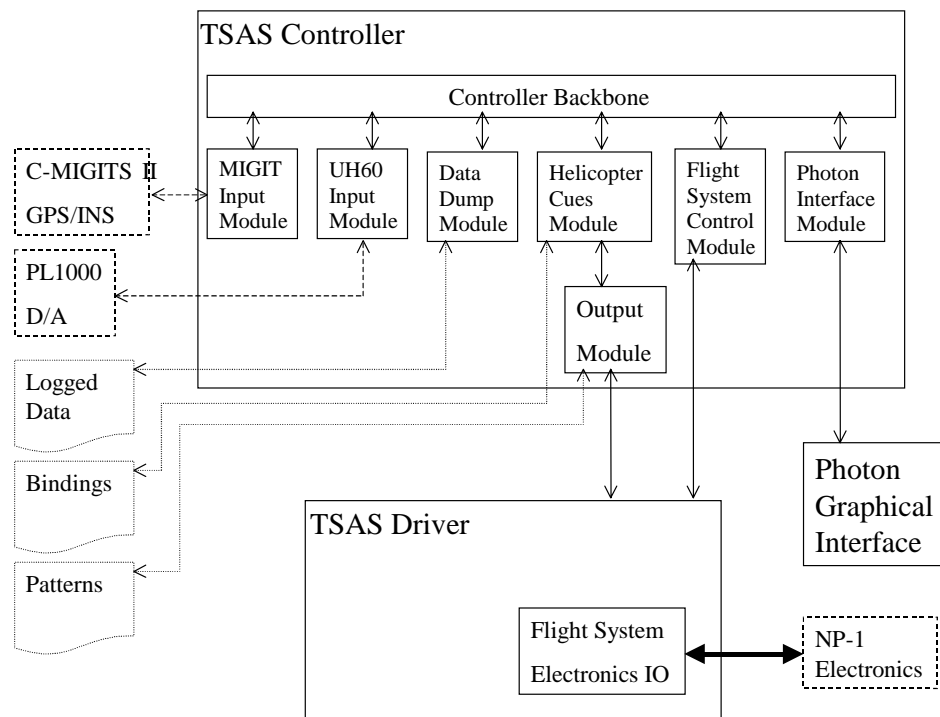 TSAS Controller
Controller Backbone
C-MIGITS II
GPS/INS
MIGIT
Input
Module
UH60
Input
Module
Data
Dump
Module
Helicopter
Cues
Module
Flight
System
Control
Module
Photon
Interface
Module
PL1000
D/A
Output
Module
Logged
Data
Bindings
Patterns
Photon
Graphical
Interface
TSAS Driver
Flight System
Electronics IO
NP-1
Electronics